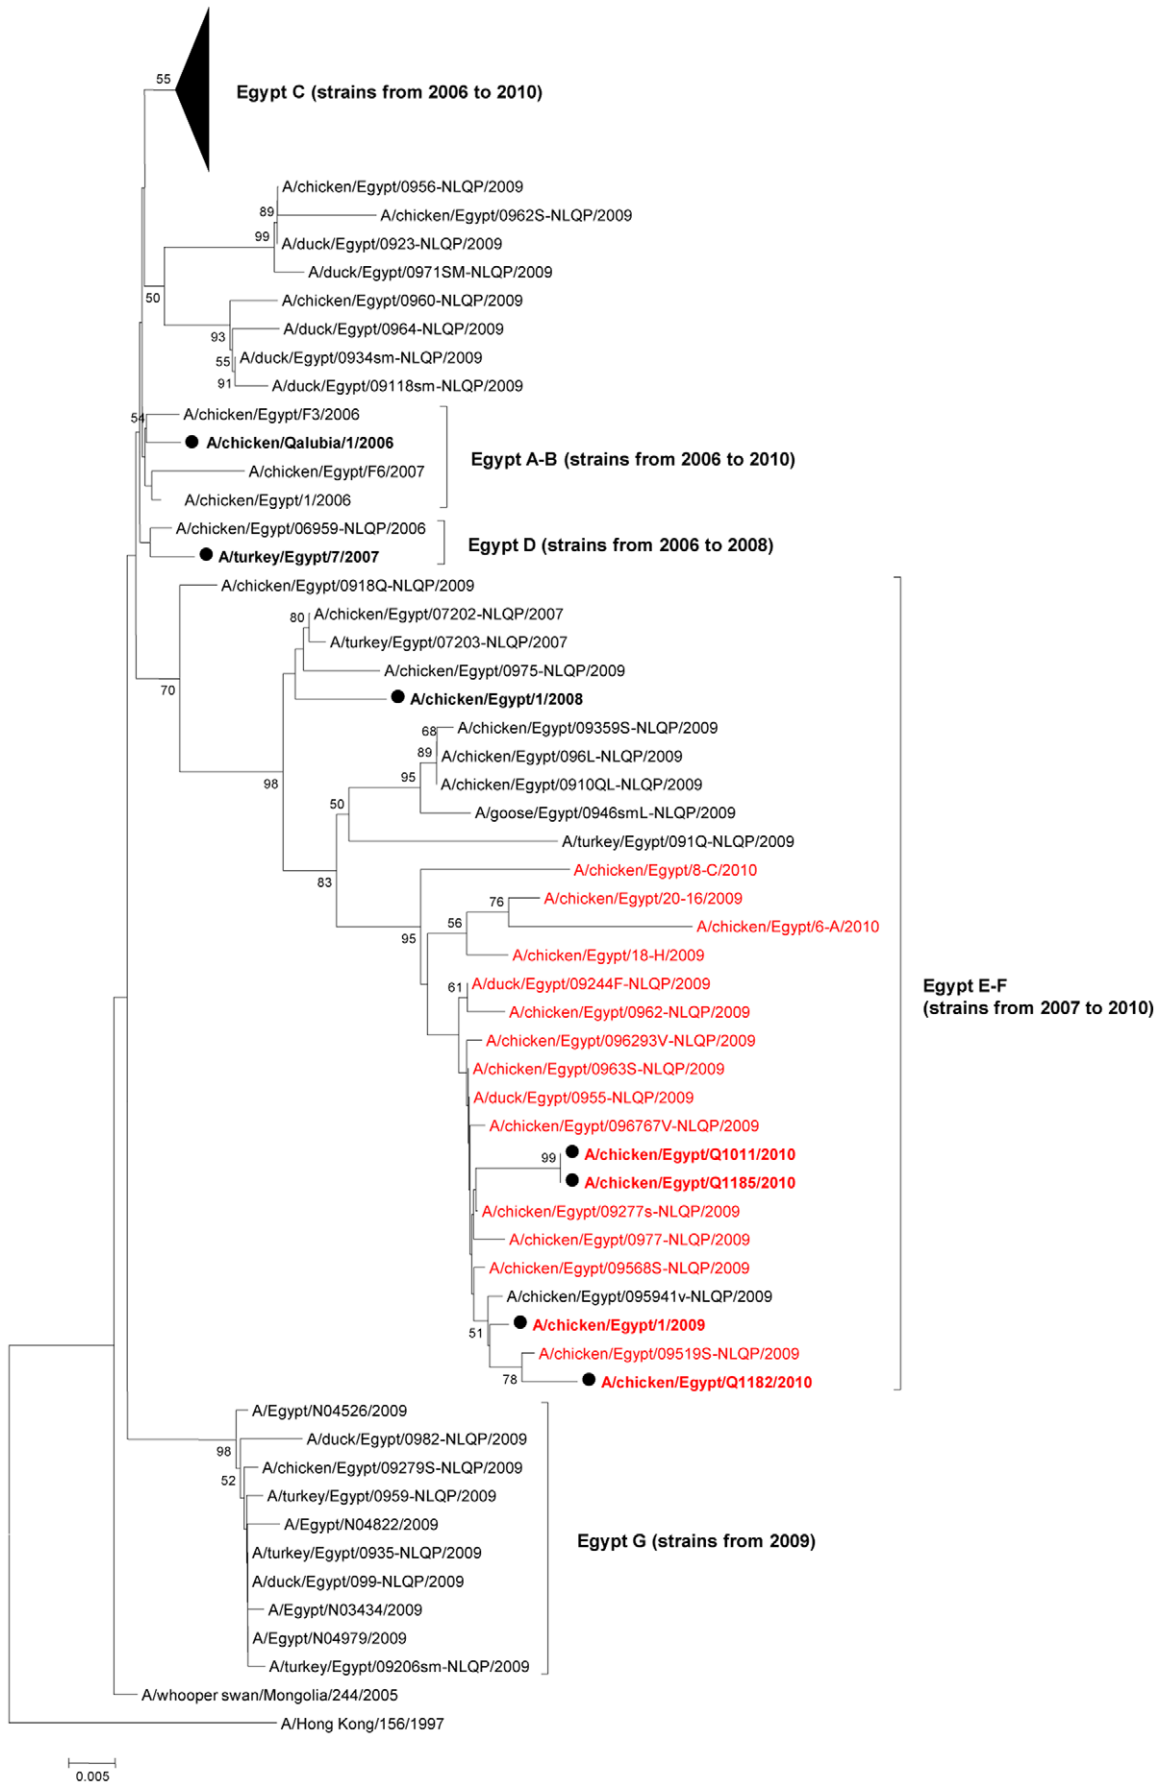 55
Egypt C (strains from 2006 to 2010)
A/chicken/Egypt/0956-NLQP/2009
89
A/chicken/Egypt/0962S-NLQP/2009
99
A/duck/Egypt/0923-NLQP/2009
A/duck/Egypt/0971SM-NLQP/2009
50
A/chicken/Egypt/0960-NLQP/2009
A/duck/Egypt/0964-NLQP/2009
93
A/duck/Egypt/0934sm-NLQP/2009
55
91
A/duck/Egypt/09118sm-NLQP/2009
54
A/chicken/Egypt/F3/2006
A/chicken/Qalubia/1/2006
Egypt A-B (strains from 2006 to 2010)
A/chicken/Egypt/F6/2007
A/chicken/Egypt/1/2006
A/chicken/Egypt/06959-NLQP/2006
Egypt D (strains from 2006 to 2008)
A/turkey/Egypt/7/2007
A/chicken/Egypt/0918Q-NLQP/2009
80
A/chicken/Egypt/07202-NLQP/2007
A/turkey/Egypt/07203-NLQP/2007
A/chicken/Egypt/0975-NLQP/2009
70
A/chicken/Egypt/1/2008
68
A/chicken/Egypt/09359S-NLQP/2009
89
A/chicken/Egypt/096L-NLQP/2009
95
A/chicken/Egypt/0910QL-NLQP/2009
98
50
A/goose/Egypt/0946smL-NLQP/2009
A/turkey/Egypt/091Q-NLQP/2009
83
A/chicken/Egypt/8-C/2010
76
A/chicken/Egypt/20-16/2009
56
A/chicken/Egypt/6-A/2010
95
A/chicken/Egypt/18-H/2009
61
A/duck/Egypt/09244F-NLQP/2009
Egypt E-F
(strains from 2007 to 2010)
A/chicken/Egypt/0962-NLQP/2009
A/chicken/Egypt/096293V-NLQP/2009
A/chicken/Egypt/0963S-NLQP/2009
A/duck/Egypt/0955-NLQP/2009
A/chicken/Egypt/096767V-NLQP/2009
99
A/chicken/Egypt/Q1011/2010
A/chicken/Egypt/Q1185/2010
A/chicken/Egypt/09277s-NLQP/2009
A/chicken/Egypt/0977-NLQP/2009
A/chicken/Egypt/09568S-NLQP/2009
A/chicken/Egypt/095941v-NLQP/2009
51
A/chicken/Egypt/1/2009
A/chicken/Egypt/09519S-NLQP/2009
78
A/chicken/Egypt/Q1182/2010
A/Egypt/N04526/2009
98
A/duck/Egypt/0982-NLQP/2009
52
A/chicken/Egypt/09279S-NLQP/2009
A/turkey/Egypt/0959-NLQP/2009
A/Egypt/N04822/2009
Egypt G (strains from 2009)
A/turkey/Egypt/0935-NLQP/2009
A/duck/Egypt/099-NLQP/2009
A/Egypt/N03434/2009
A/Egypt/N04979/2009
A/turkey/Egypt/09206sm-NLQP/2009
A/whooper swan/Mongolia/244/2005
A/Hong Kong/156/1997
0.005